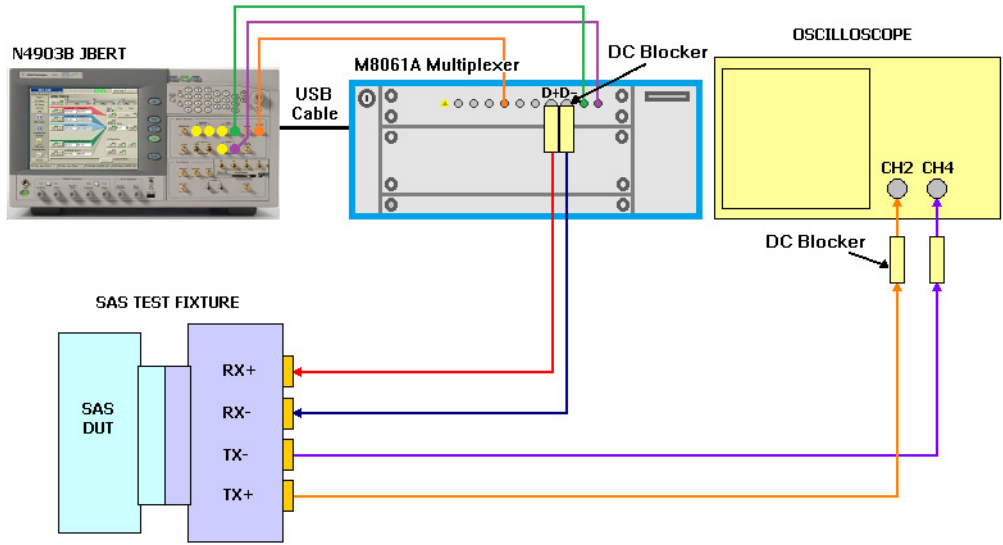 N4903B JBERT
USB
Cable
M8061A Multiplexer
D+D-
DC Blocker
OSCILLOSCOPE
CH2 CH4
DC Blocker
SAS TEST FIXTURE
SAS
DUT
RX+
RX-
TX-
TX+